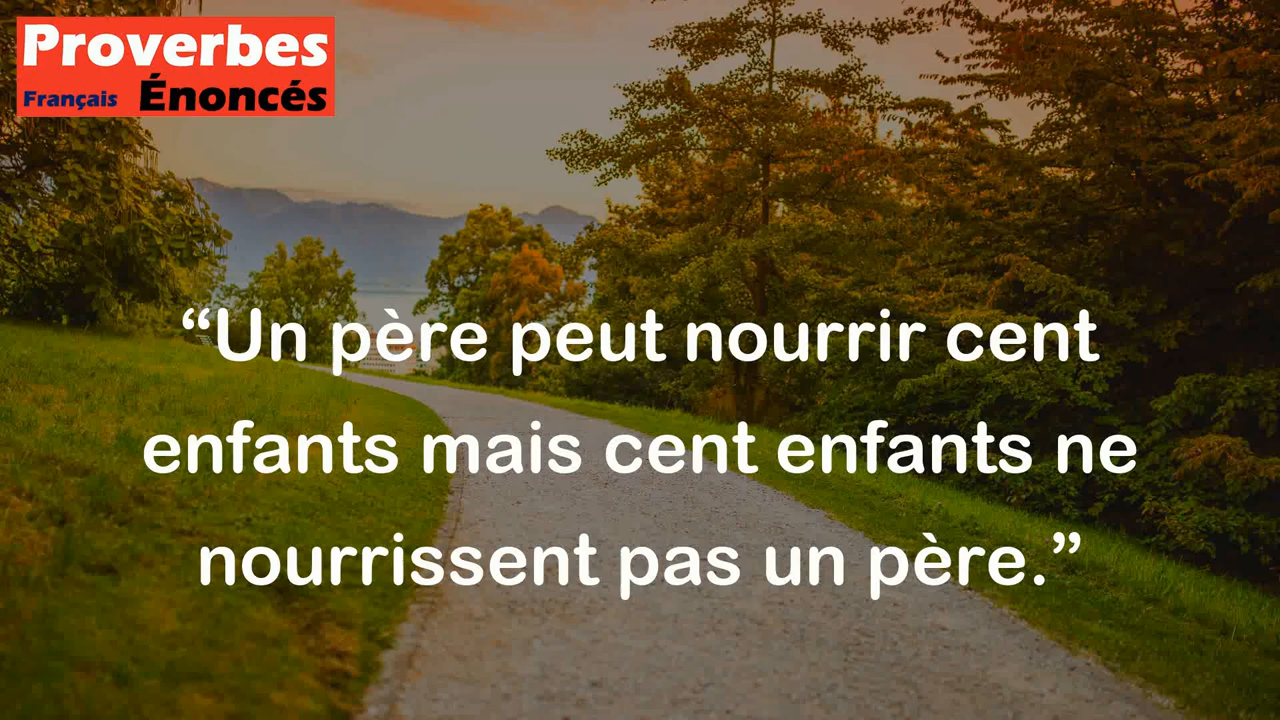 Proverbes
Français Énoncés
“Un père peut nourrir cent
enfants mais cent enfants ne
nourrissent pas un père.”